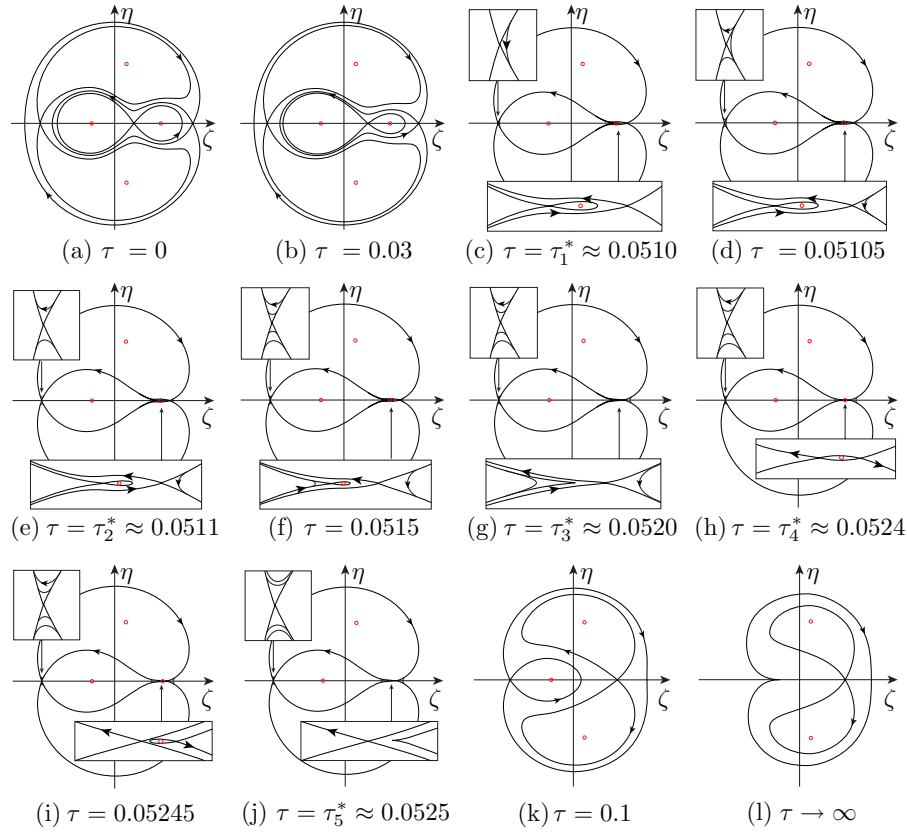 η η η η
ζ ζ ζ ζ
(a) τ = 0 (b) τ = 0.03 (c) τ = τ₁* ≈ 0.0510 (d) τ = 0.05105
η η η η
ζ ζ ζ ζ
(e) τ = τ₂* ≈ 0.0511 (f) τ = 0.0515 (g) τ = τ₃* ≈ 0.0520 (h) τ = τ₄* ≈ 0.0524
η η η η
ζ ζ ζ ζ
(i) τ = 0.05245 (j) τ = τ₅* ≈ 0.0525 (k) τ = 0.1 (l) τ → ∞